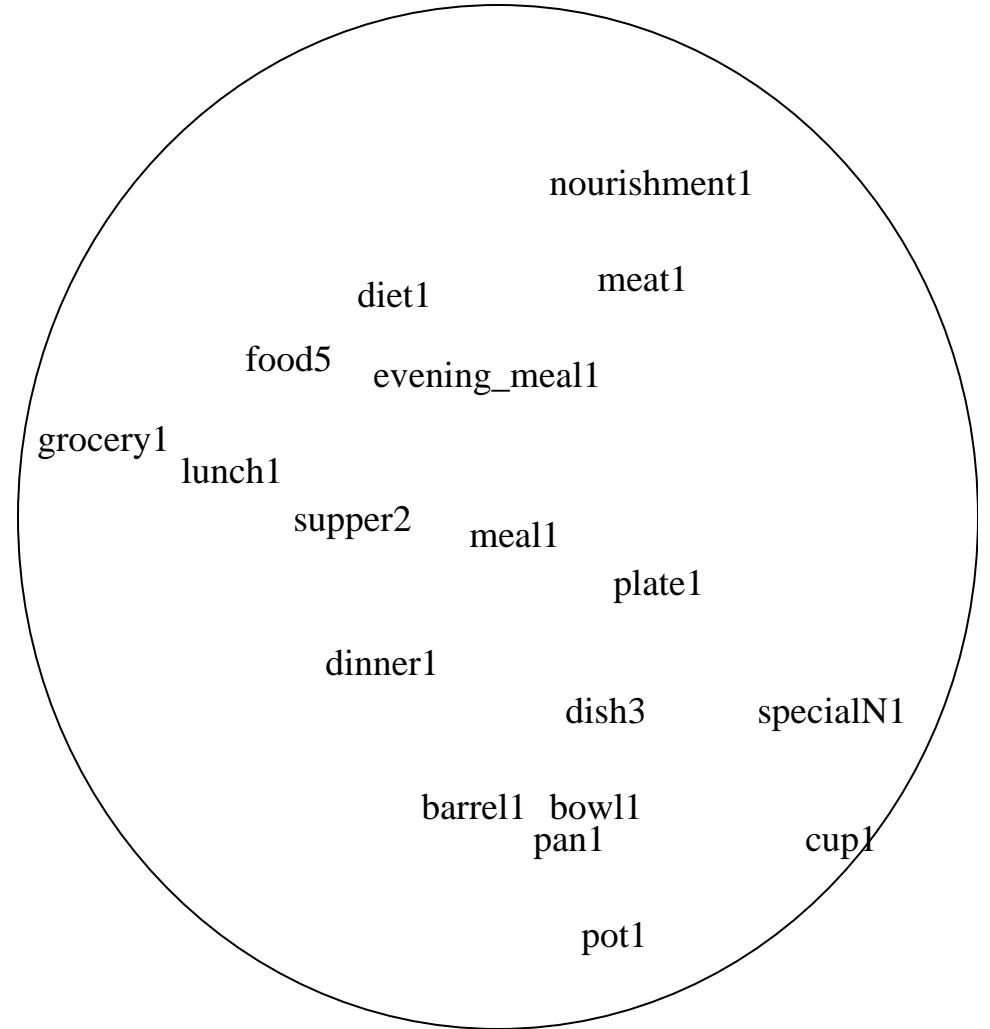 nourishment1
meat1
diet1
food5
evening_meal1
grocery1
lunch1
supper2
meal1
plate1
dinner1
dish3
specialN1
barrel1 bowl1
pan1
cup1
pot1